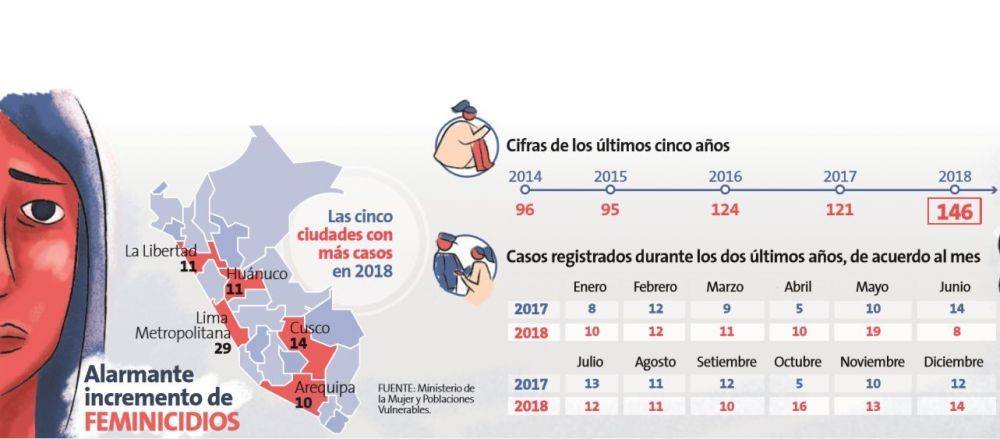 Alarmante
incremento de
FEMINICIDIOS
La Libertad
11
Huánuco
11
Lima
Metropolitana
29
Cusco
14
Arequipa
10
Las cinco
ciudades con
más casos
en 2018
FUENTE: Ministerio de
la Mujer y Poblaciones
Vulnerables.
Cifras de los últimos cinco años
2014 2015 2016 2017 2018
96 95 124 121 146
Casos registrados durante los dos últimos años, de acuerdo al mes
Enero Febrero Marzo Abril Mayo Junio
2017 8 12 9 5 10 14
2018 10 12 11 10 19 8
Julio Agosto Setiembre Octubre Noviembre Diciembre
2017 13 11 12 5 10 12
2018 12 11 10 16 13 14